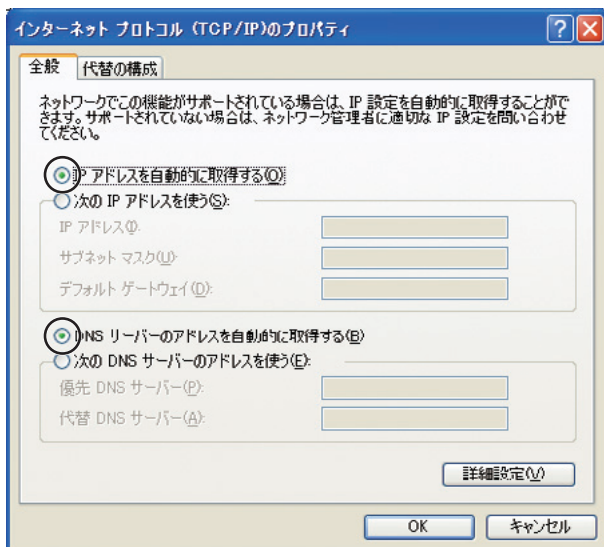 インターネット プロトコル (TCP/IP)のプロパティ
全般
代替の構成
ネットワークでこの機能がサポートされている場合は、IP 設定を自動的に取得することがで
きます。サポートされていない場合は、ネットワーク管理者に適切な IP 設定を問い合わせ
てください。
IP アドレスを自動的に取得する(O)
次の IP アドレスを使う(S):
IP アドレス(I):
サブネット マスク(U):
デフォルト ゲートウェイ(D):
DNS サーバーのアドレスを自動的に取得する(B)
次の DNS サーバーのアドレスを使う(E):
優先 DNS サーバー(P):
代替 DNS サーバー(A):
詳細設定(V)
OK
キャンセル